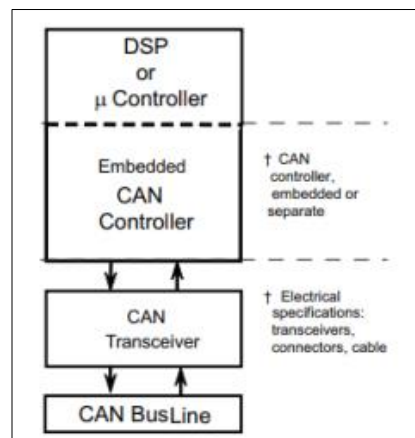 DSP
or
μ Controller
Embedded
CAN
Controller
† CAN
controller,
embedded or
separate
CAN
Transceiver
† Electrical
specifications:
transceivers,
connectors, cable
CAN BusLine